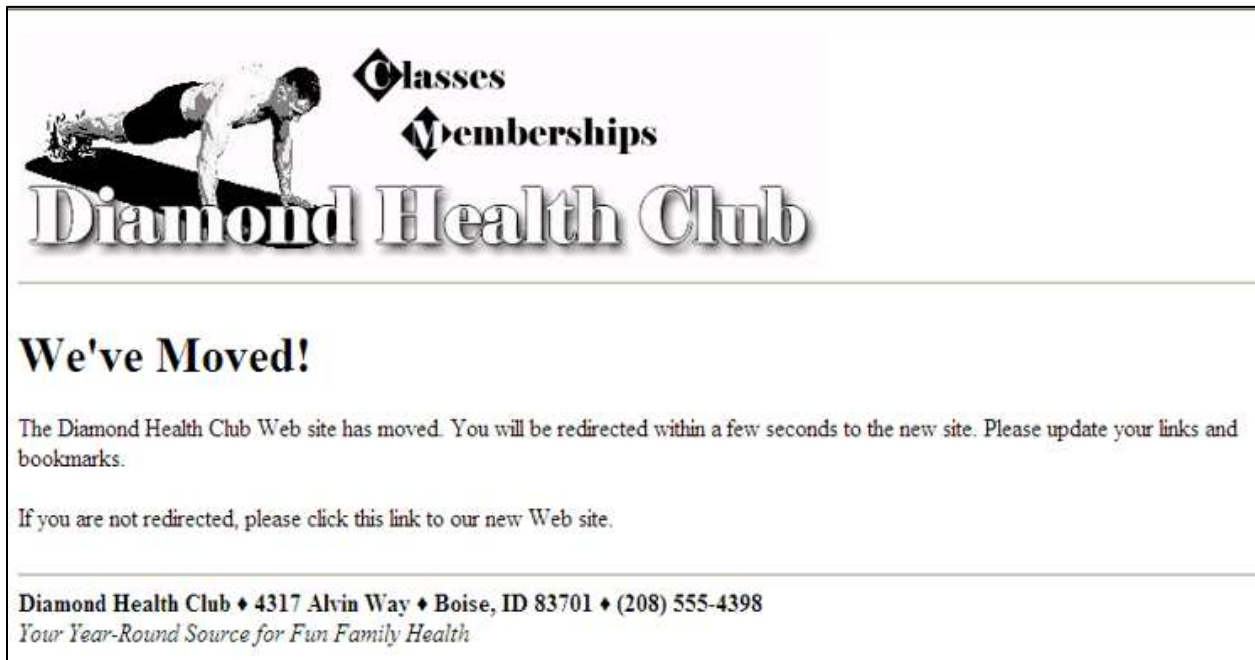 Classes
Memberships
Diamond Health Club
We've Moved!
The Diamond Health Club Web site has moved. You will be redirected within a few seconds to the new site. Please update your links and
bookmarks.
If you are not redirected, please click this link to our new Web site.
Diamond Health Club ♦ 4317 Alvin Way ♦ Boise, ID 83701 ♦ (208) 555-4398
Your Year-Round Source for Fun Family Health